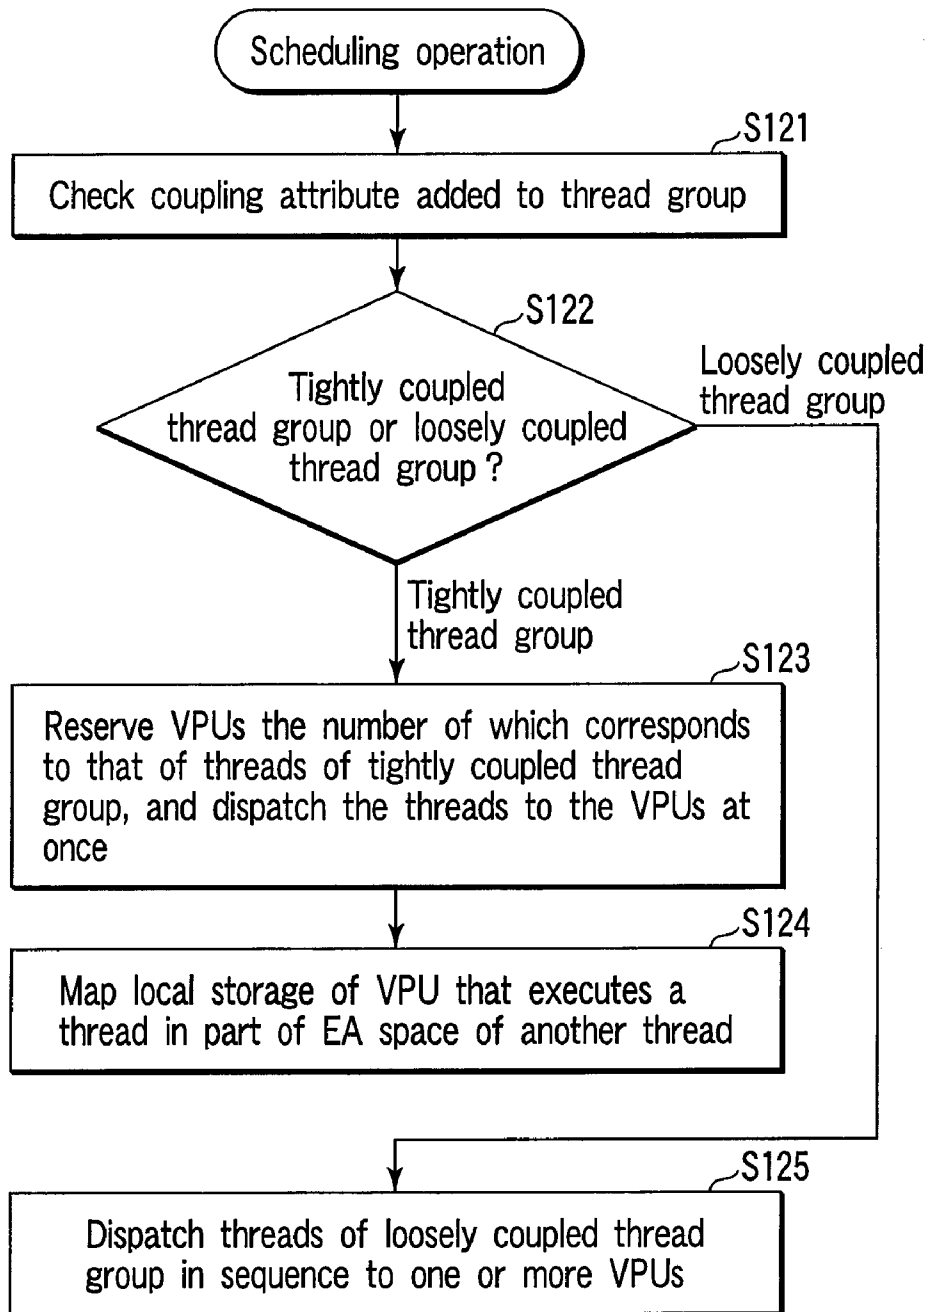 Scheduling operation
S121
Check coupling attribute added to thread group
S122
Tightly coupled
thread group or loosely coupled
thread group ?
Loosely coupled
thread group
Tightly coupled
thread group
S123
Reserve VPUs the number of which corresponds
to that of threads of tightly coupled thread
group, and dispatch the threads to the VPUs at
once
S124
Map local storage of VPU that executes a
thread in part of EA space of another thread
S125
Dispatch threads of loosely coupled thread
group in sequence to one or more VPUs